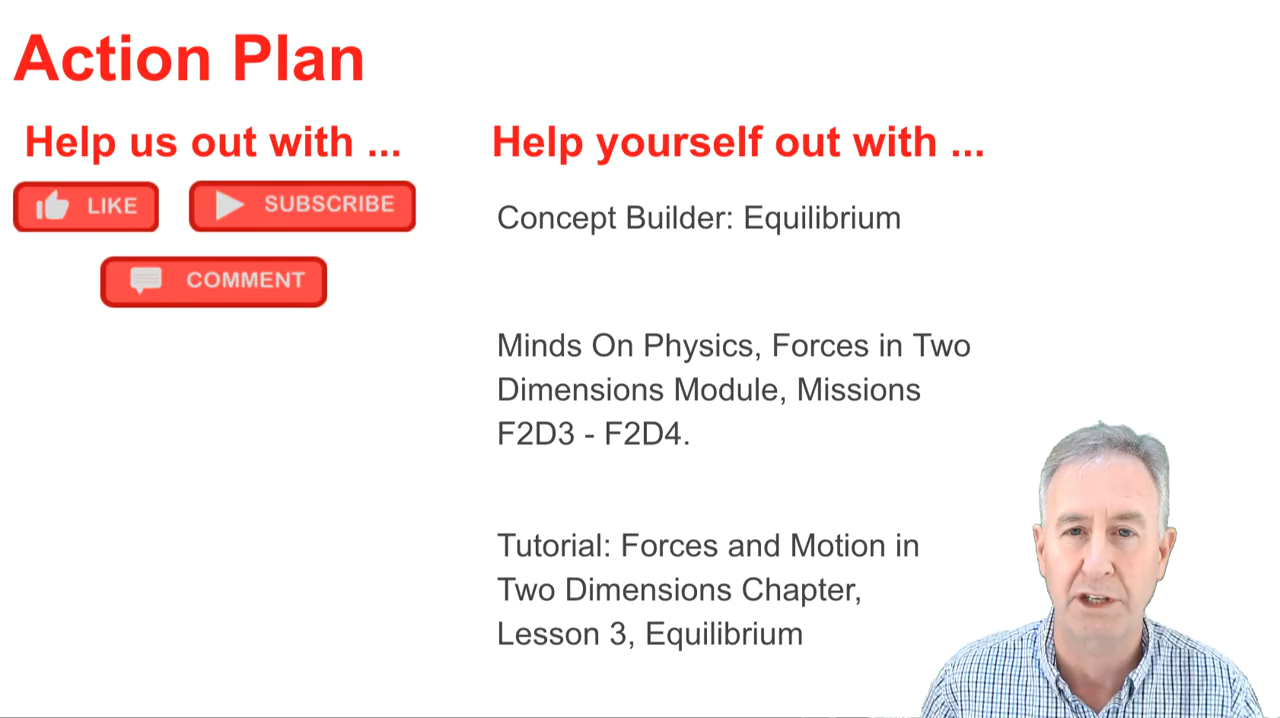 Action Plan
Help us out with ...
LIKE
SUBSCRIBE
COMMENT
Help yourself out with ...
Concept Builder: Equilibrium
Minds On Physics, Forces in Two
Dimensions Module, Missions
F2D3 - F2D4.
Tutorial: Forces and Motion in
Two Dimensions Chapter,
Lesson 3, Equilibrium